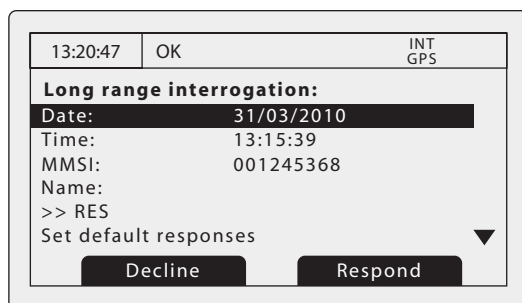 13:20:47 OK INT
GPS
Long range interrogation:
Date: 31/03/2010
Time: 13:15:39
MMSI: 001245368
Name:
>> RES
Set default responses
Decline Respond